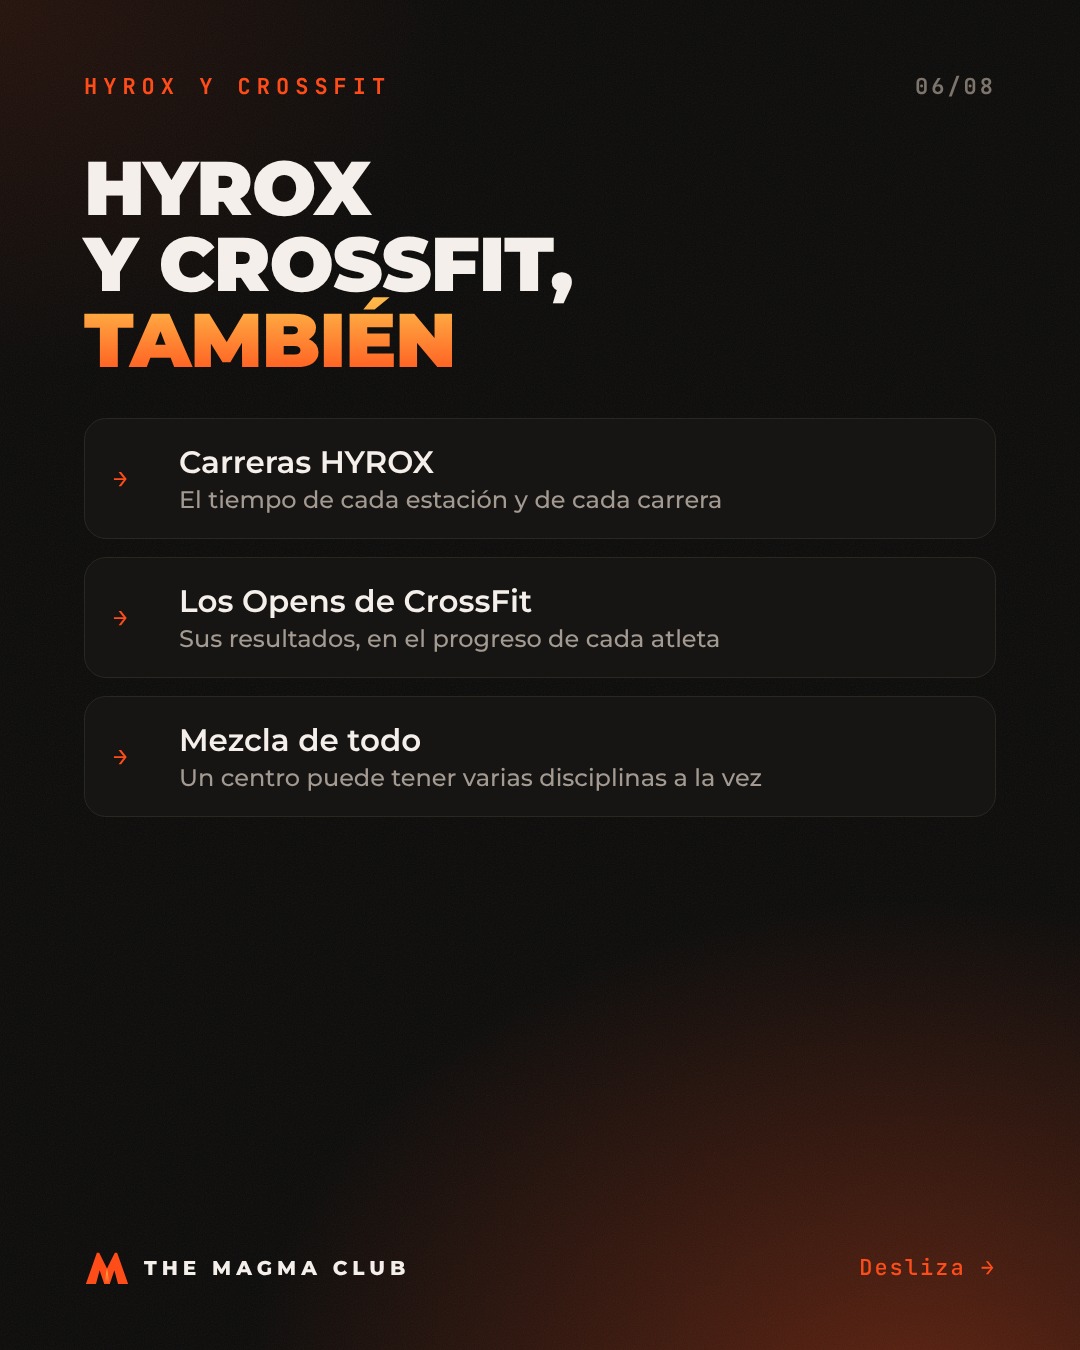 HYROX Y CROSSFIT
06/08
HYROX
Y CROSSFIT,
TAMBIÉN
→ Carreras HYROX
El tiempo de cada estación y de cada carrera
→ Los Opens de CrossFit
Sus resultados, en el progreso de cada atleta
→ Mezcla de todo
Un centro puede tener varias disciplinas a la vez
THE MAGMA CLUB
Desliza →